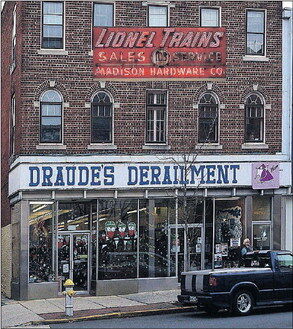 LIONEL TRAINS
SALES SERVICE
MADISON HARDWARE CO
DRAUDE'S DERAILMENT